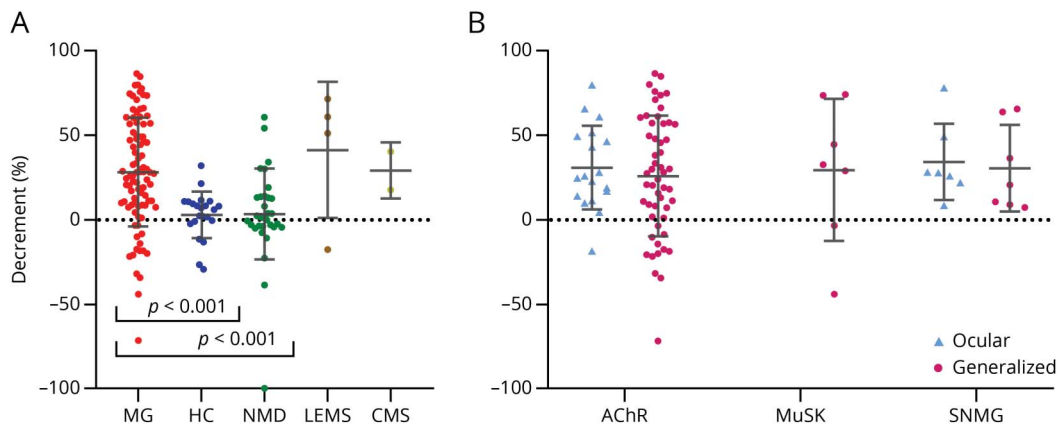 A
Decrement (%)
100
50
0
−50
−100
p < 0.001
p < 0.001
MG HC NMD LEMS CMS
B
100
50
0
−50
−100
Ocular
Generalized
AChR MuSK SNMG